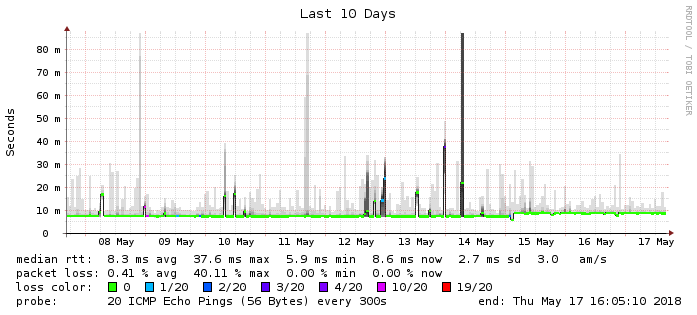 Last 10 Days
RRDTOOL / TOBI OETIKER
Seconds
80 m
70 m
60 m
50 m
40 m
30 m
20 m
10 m
0
08 May 09 May 10 May 11 May 12 May 13 May 14 May 15 May 16 May 17 May
median rtt: 8.3 ms avg 37.6 ms max 5.9 ms min 8.6 ms now 2.7 ms sd 3.0 am/s
packet loss: 0.41 % avg 40.11 % max 0.00 % min 0.00 % now
loss color: 0 1/20 2/20 3/20 4/20 10/20 19/20
probe: 20 ICMP Echo Pings (56 Bytes) every 300s end: Thu May 17 16:05:10 2018